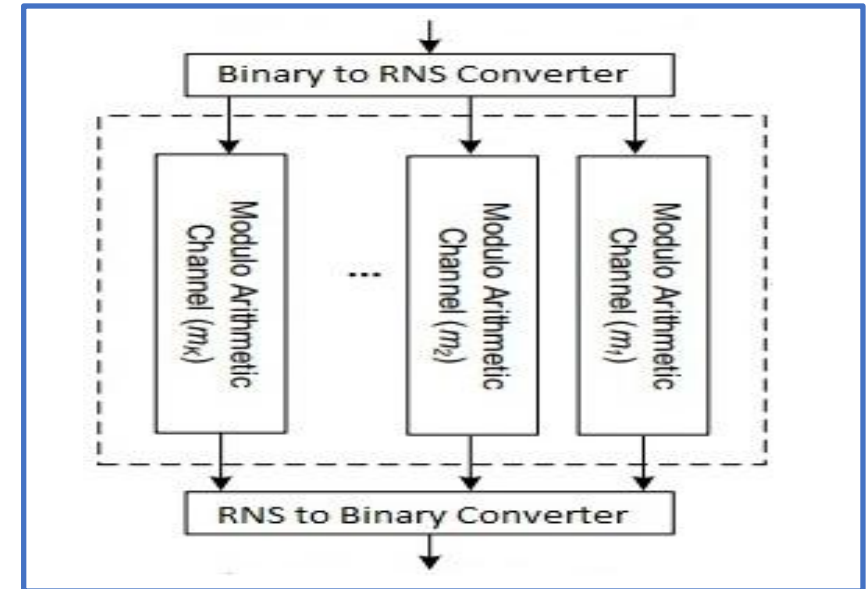 Binary to RNS Converter
Modulo Arithmetic
Channel (mK)
...
Modulo Arithmetic
Channel (m2)
Modulo Arithmetic
Channel (m1)
RNS to Binary Converter